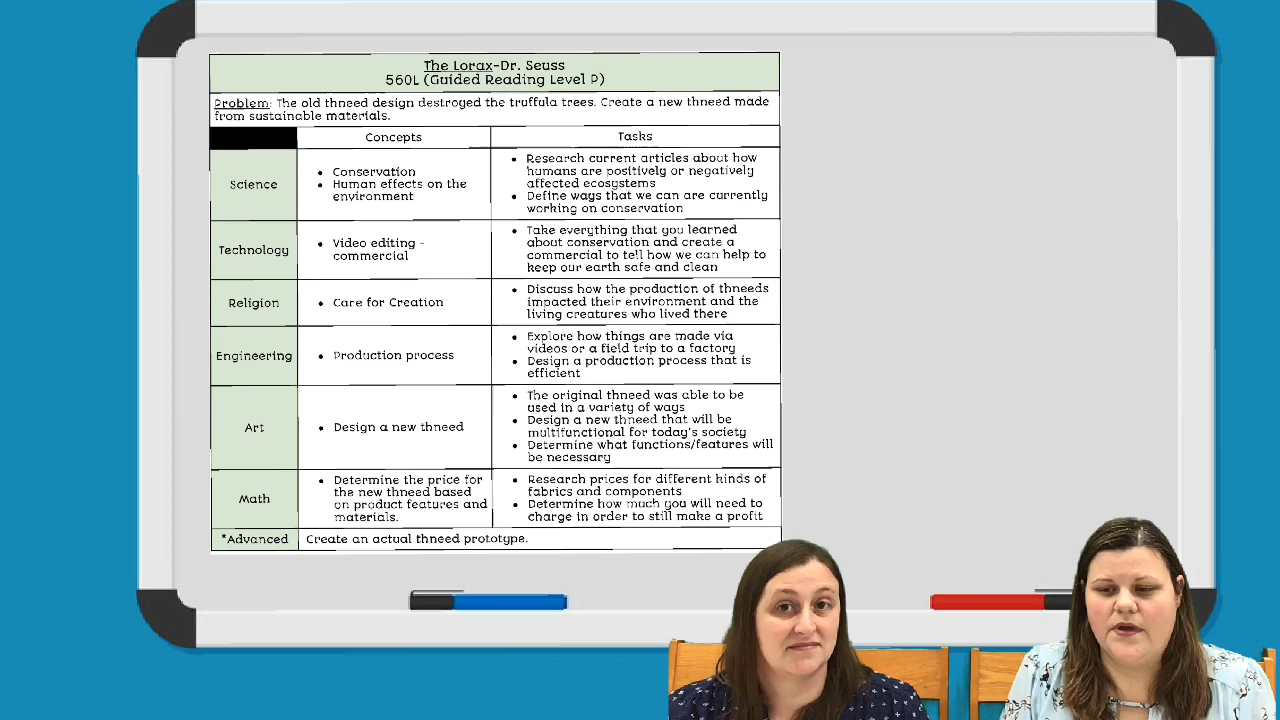 The Lorax-Dr. Seuss
560L (Guided Reading Level P)
Problem: The old thneed design destroyed the truffula trees. Create a new thneed made
from sustainable materials.
Concepts
Tasks
Science
• Conservation
• Human effects on the
environment
• Research current articles about how
humans are positively or negatively
affected ecosystems
• Define ways that we can are currently
working on conservation
Technology
• Video editing -
commercial
• Take everything that you learned
about conservation and create a
commercial to tell how we can help to
keep our earth safe and clean
Religion
• Care for Creation
• Discuss how the production of thneeds
impacted their environment and the
living creatures who lived there
Engineering
• Production process
• Explore how things are made via
videos or a field trip to a factory
• Design a production process that is
efficient
Art
• Design a new thneed
• The original thneed was able to be
used in a variety of ways
• Design a new thneed that will be
multifunctional for today's society
• Determine what functions/features will
be necessary
Math
• Determine the price for
the new thneed based
on product features and
materials.
• Research prices for different kinds of
fabrics and components
• Determine how much you will need to
charge in order to still make a profit
*Advanced
Create an actual thneed prototype.